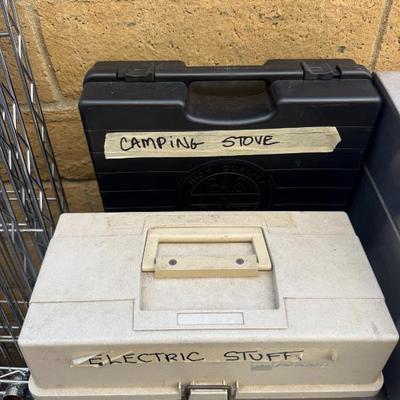 CAMPING STOVE
ELECTRIC STUFF